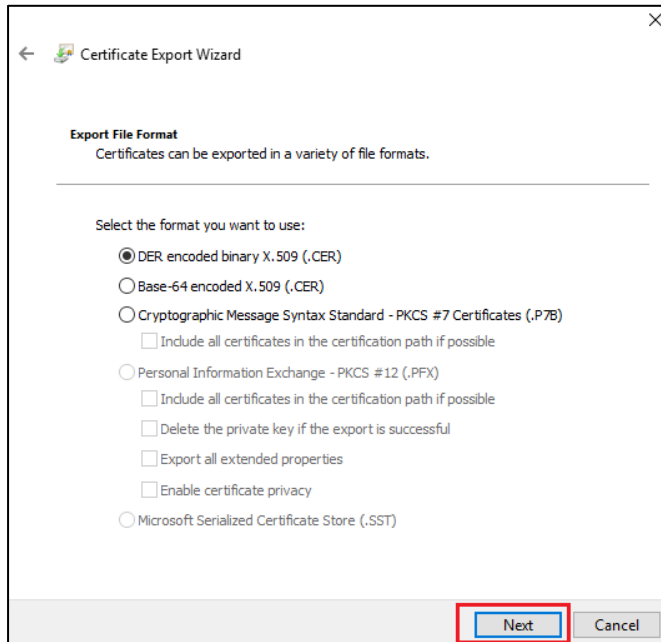 Certificate Export Wizard
Export File Format
Certificates can be exported in a variety of file formats.
Select the format you want to use:
DER encoded binary X.509 (.CER)
Base-64 encoded X.509 (.CER)
Cryptographic Message Syntax Standard - PKCS #7 Certificates (.P7B)
Include all certificates in the certification path if possible
Personal Information Exchange - PKCS #12 (.PFX)
Include all certificates in the certification path if possible
Delete the private key if the export is successful
Export all extended properties
Enable certificate privacy
Microsoft Serialized Certificate Store (.SST)
Next Cancel